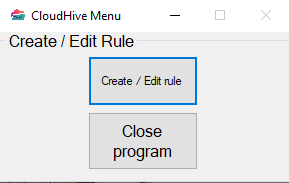 CloudHive Menu
Create / Edit Rule
Create / Edit rule
Close
program